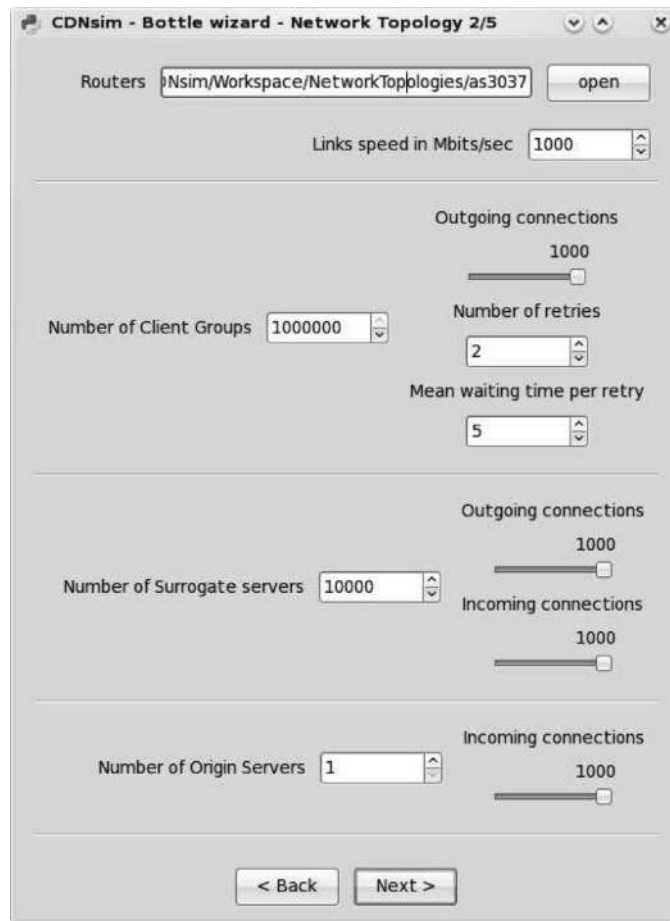 CDNsim - Bottle wizard - Network Topology 2/5
Routers Nsim/Workspace/NetworkTopologies/as3037 open
Links speed in Mbits/sec 1000
Outgoing connections
1000
Number of retries
Number of Client Groups 1000000
2
Mean waiting time per retry
5
Outgoing connections
1000
Number of Surrogate servers 10000
Incoming connections
1000
Incoming connections
Number of Origin Servers 1
1000
< Back Next >